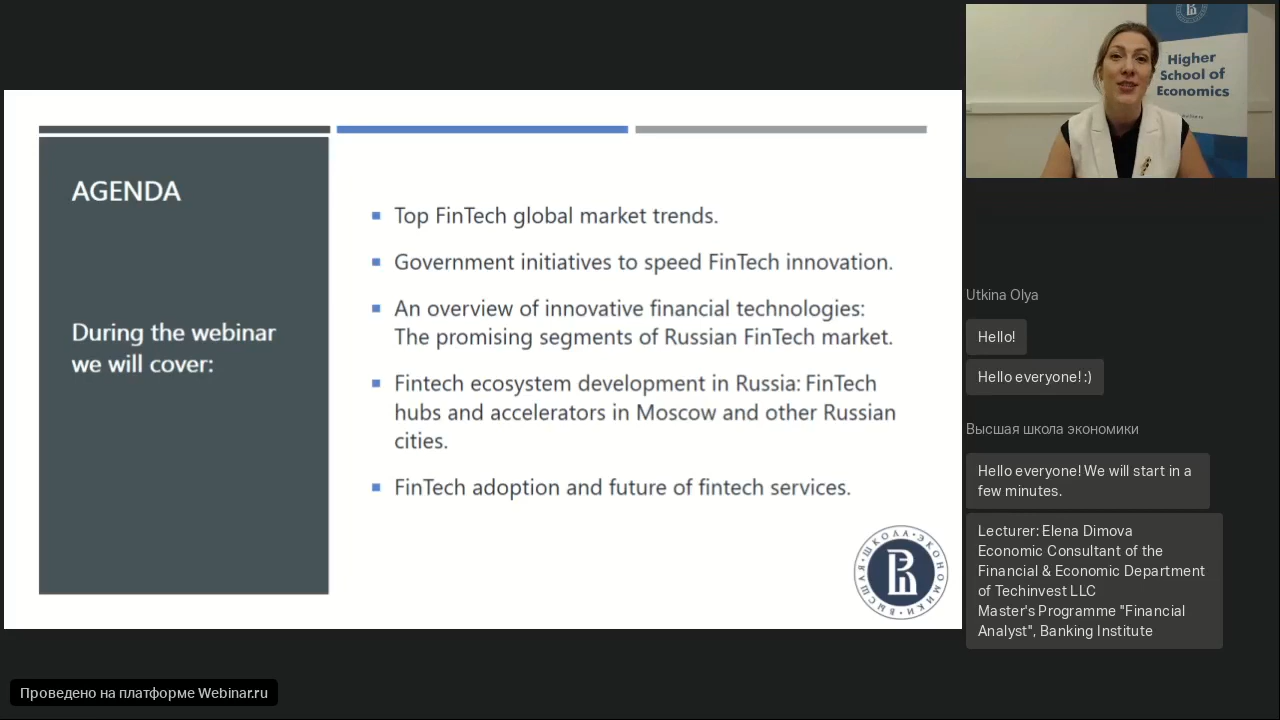 AGENDA
During the webinar
we will cover:
Top FinTech global market trends.
Government initiatives to speed FinTech innovation.
An overview of innovative financial technologies:
The promising segments of Russian FinTech market.
Fintech ecosystem development in Russia: FinTech
hubs and accelerators in Moscow and other Russian
cities.
FinTech adoption and future of fintech services.
ВЫСШАЯ ШКОЛА ЭКОНОМИКИ
Higher
School of
Economics
Utkina Olya
Hello!
Hello everyone! :)
Высшая школа экономики
Hello everyone! We will start in a
few minutes.
Lecturer: Elena Dimova
Economic Consultant of the
Financial & Economic Department
of Techinvest LLC
Master's Programme "Financial
Analyst", Banking Institute
Проведено на платформе Webinar.ru